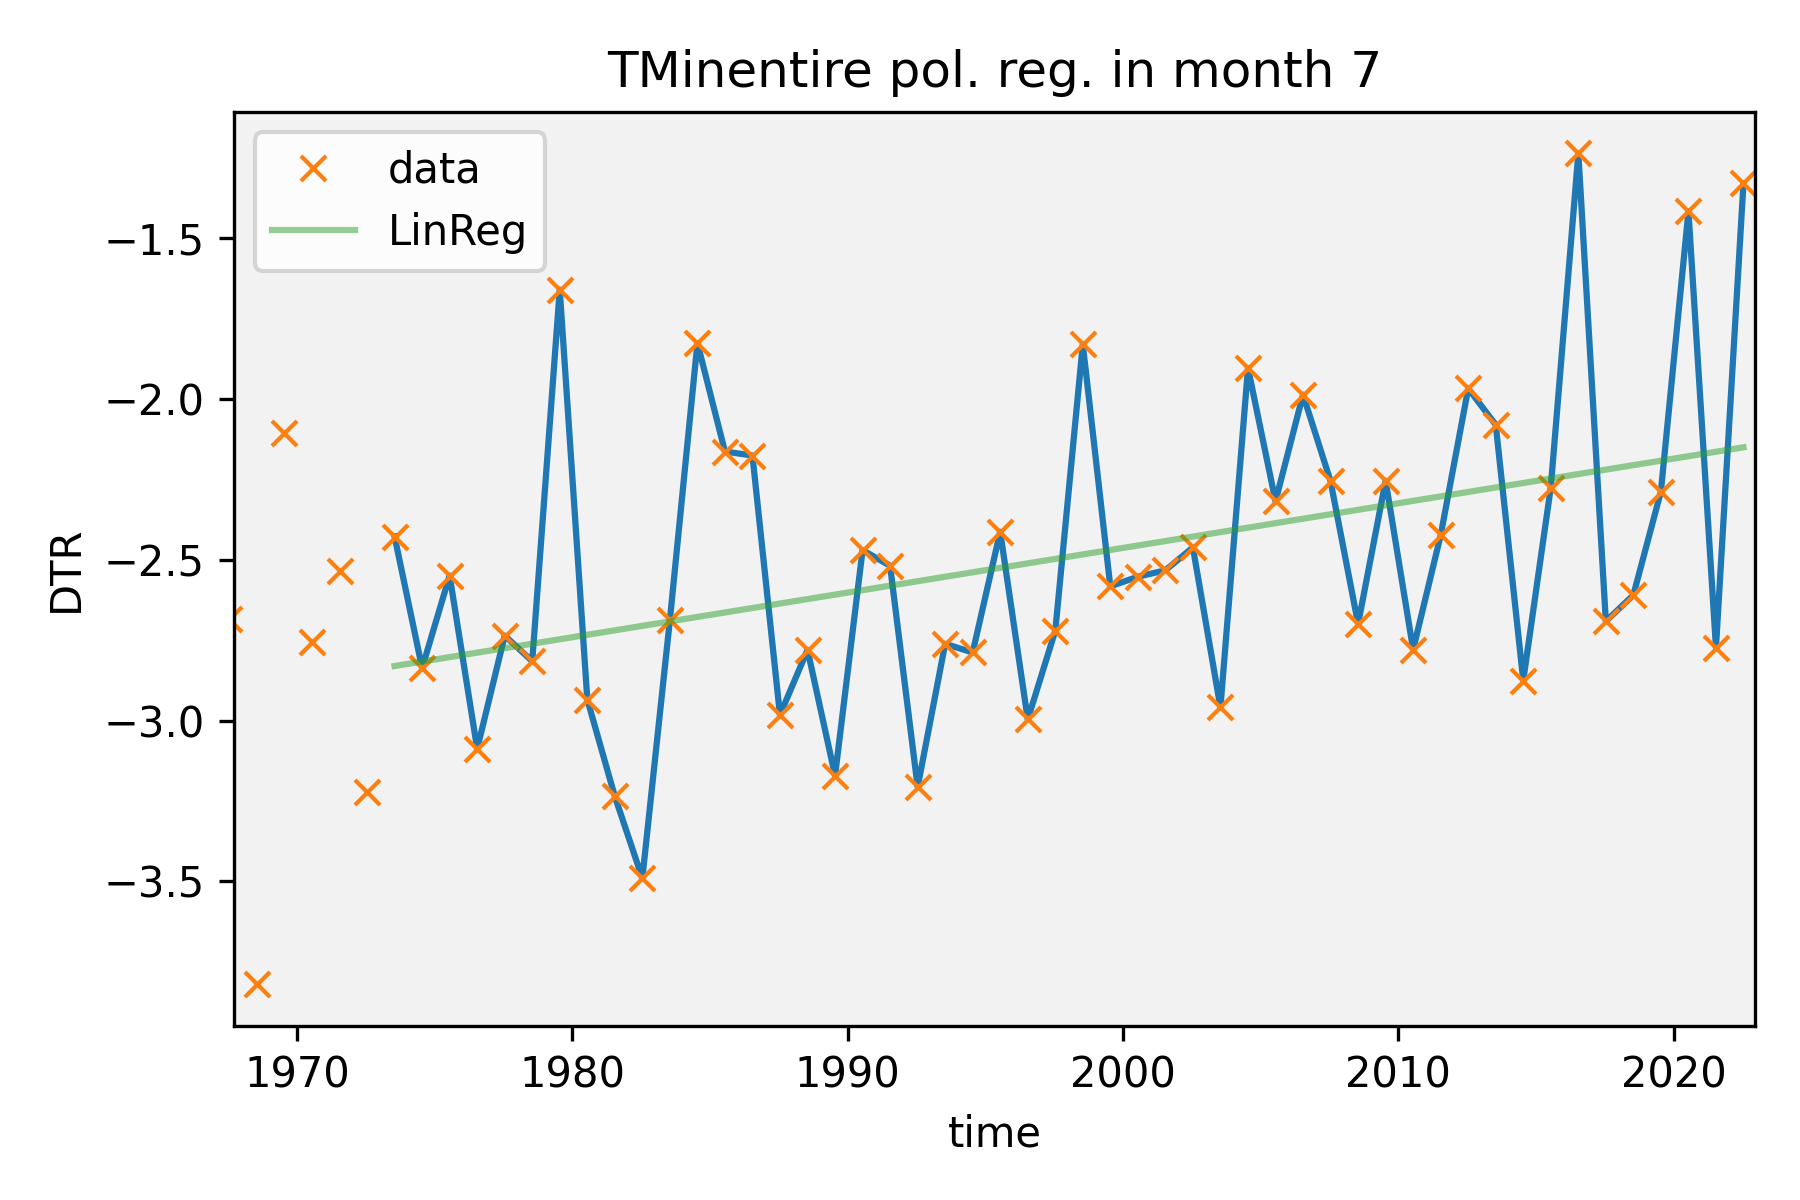 TMinentire pol. reg. in month 7
data
LinReg
DTR
−1.5
−2.0
−2.5
−3.0
−3.5
1970 1980 1990 2000 2010 2020
time